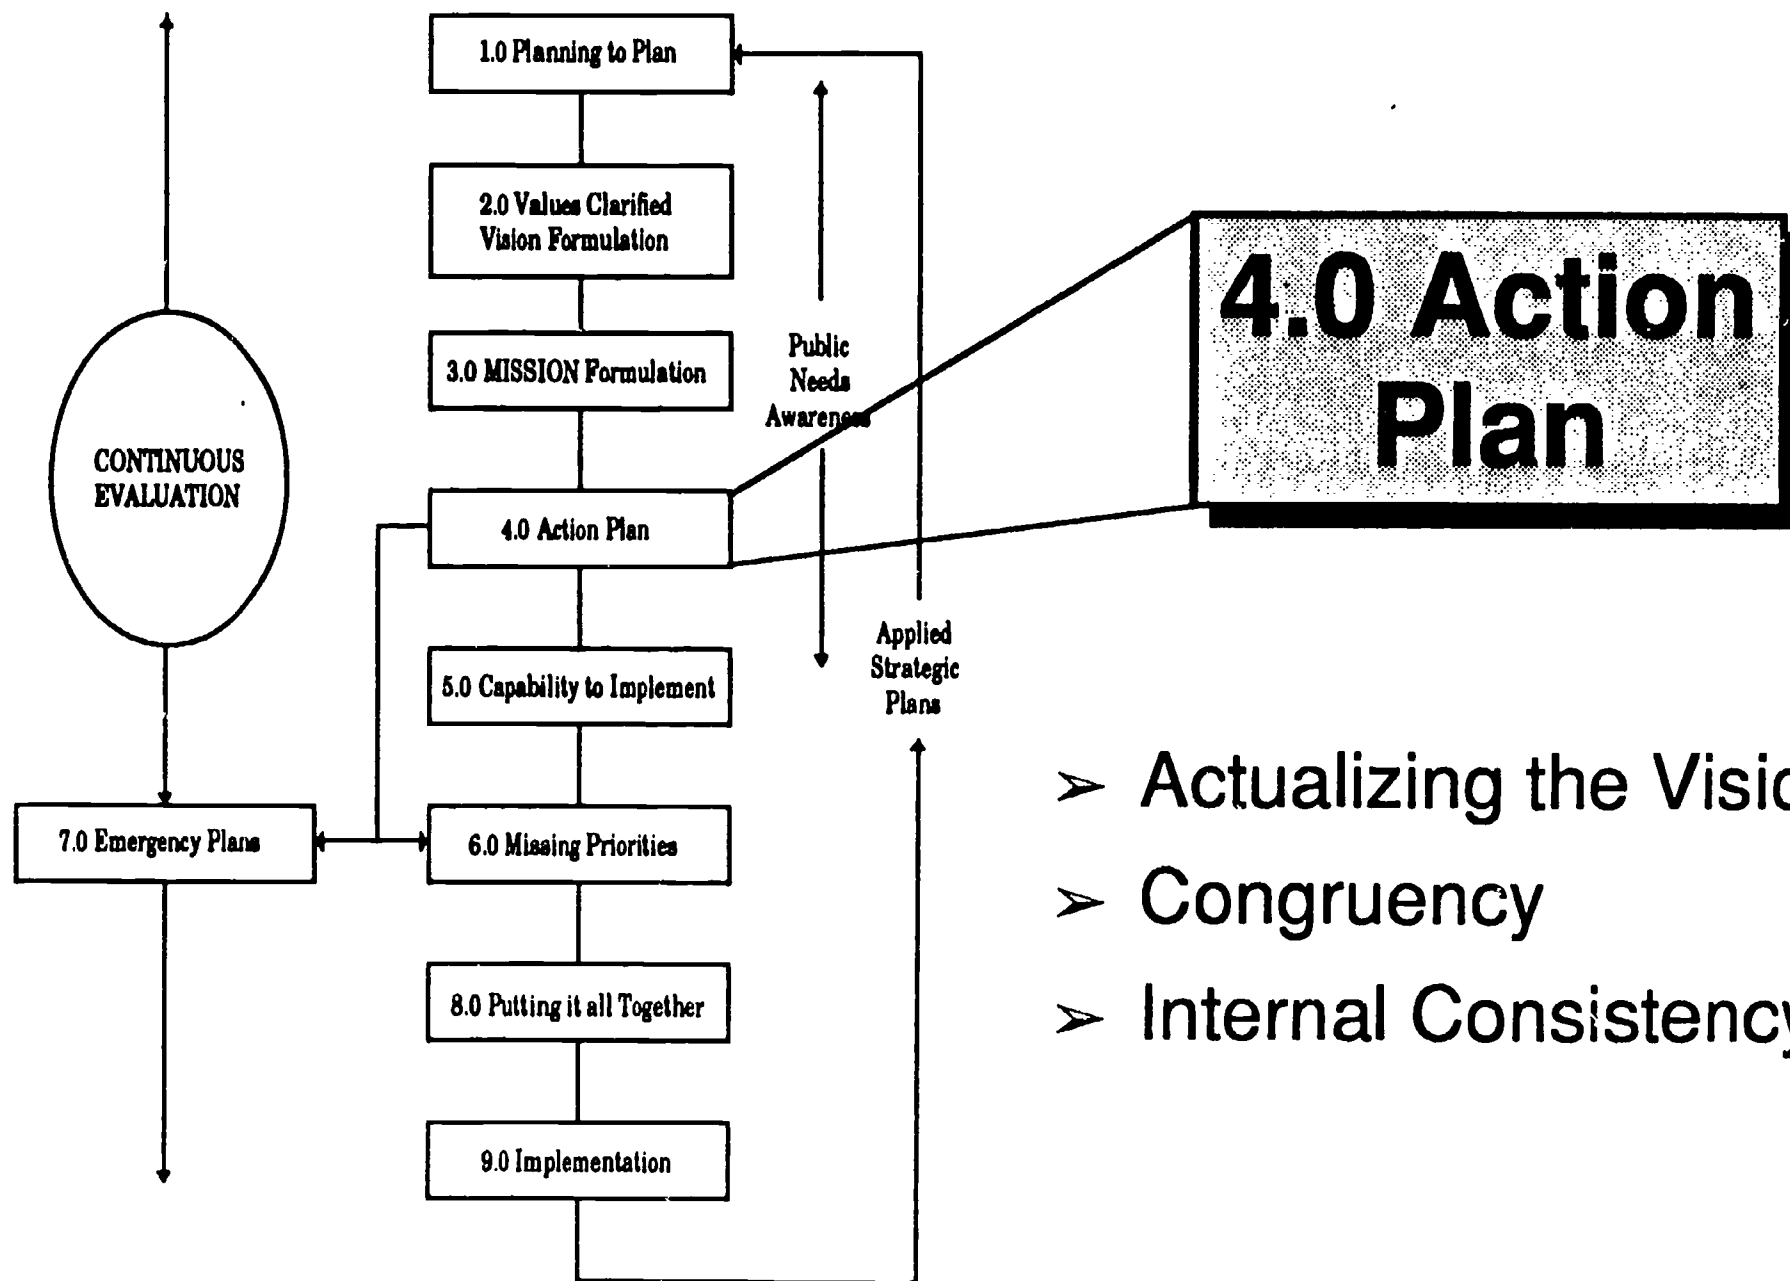 1.0 Planning to Plan
2.0 Values Clarified
Vision Formulation
3.0 MISSION Formulation
Public
Needs
Awareness
CONTINUOUS
EVALUATION
4.0 Action Plan
4.0 Action
Plan
5.0 Capability to Implement
Applied
Strategic
Plans
7.0 Emergency Plans
6.0 Missing Priorities
8.0 Putting it all Together
9.0 Implementation
➢ Actualizing the
➢ Congruency
➢ Internal Consistency